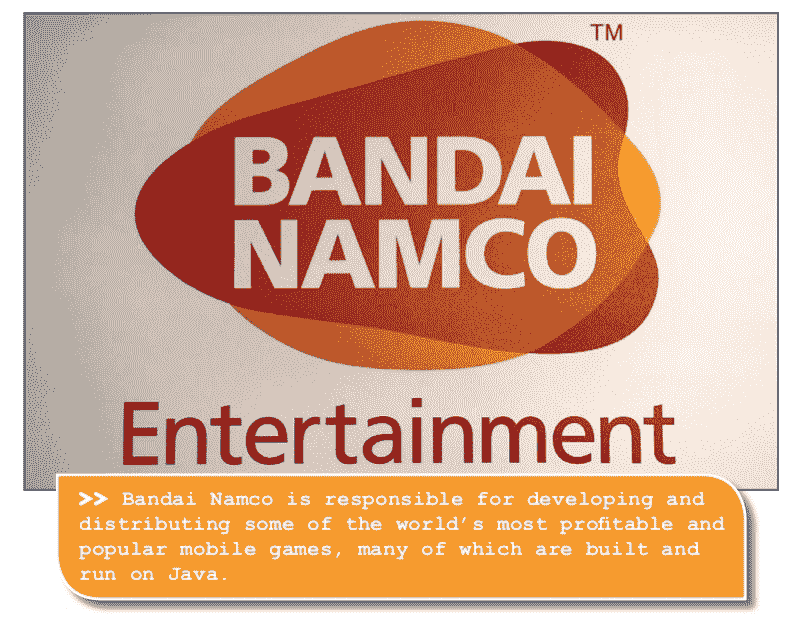 TM
BANDAI
NAMCO
Entertainment
>> Bandai Namco is responsible for developing and
distributing some of the world's most profitable and
popular mobile games, many of which are built and
run on Java.